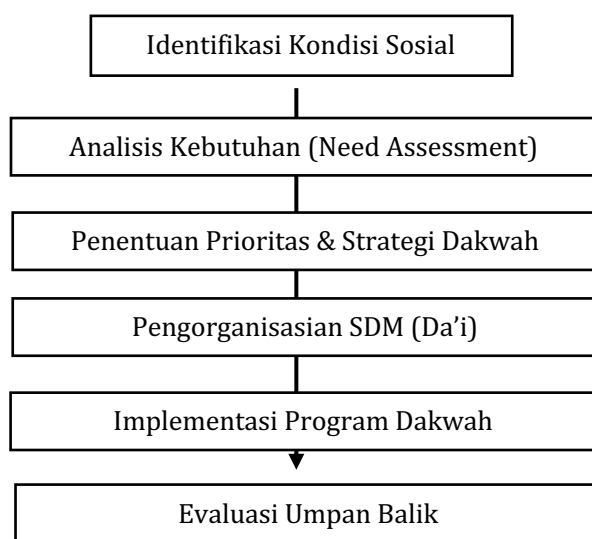 Identifikasi Kondisi Sosial
Analisis Kebutuhan (Need Assessment)
Penentuan Prioritas & Strategi Dakwah
Pengorganisasian SDM (Da’i)
Implementasi Program Dakwah
Evaluasi Umpan Balik